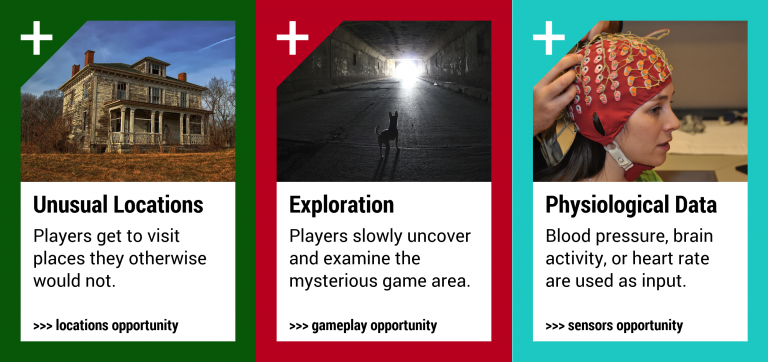 Unusual Locations
Players get to visit
places they otherwise
would not.
>>> locations opportunity
Exploration
Players slowly uncover
and examine the
mysterious game area.
>>> gameplay opportunity
Physiological Data
Blood pressure, brain
activity, or heart rate
are used as input.
>>> sensors opportunity